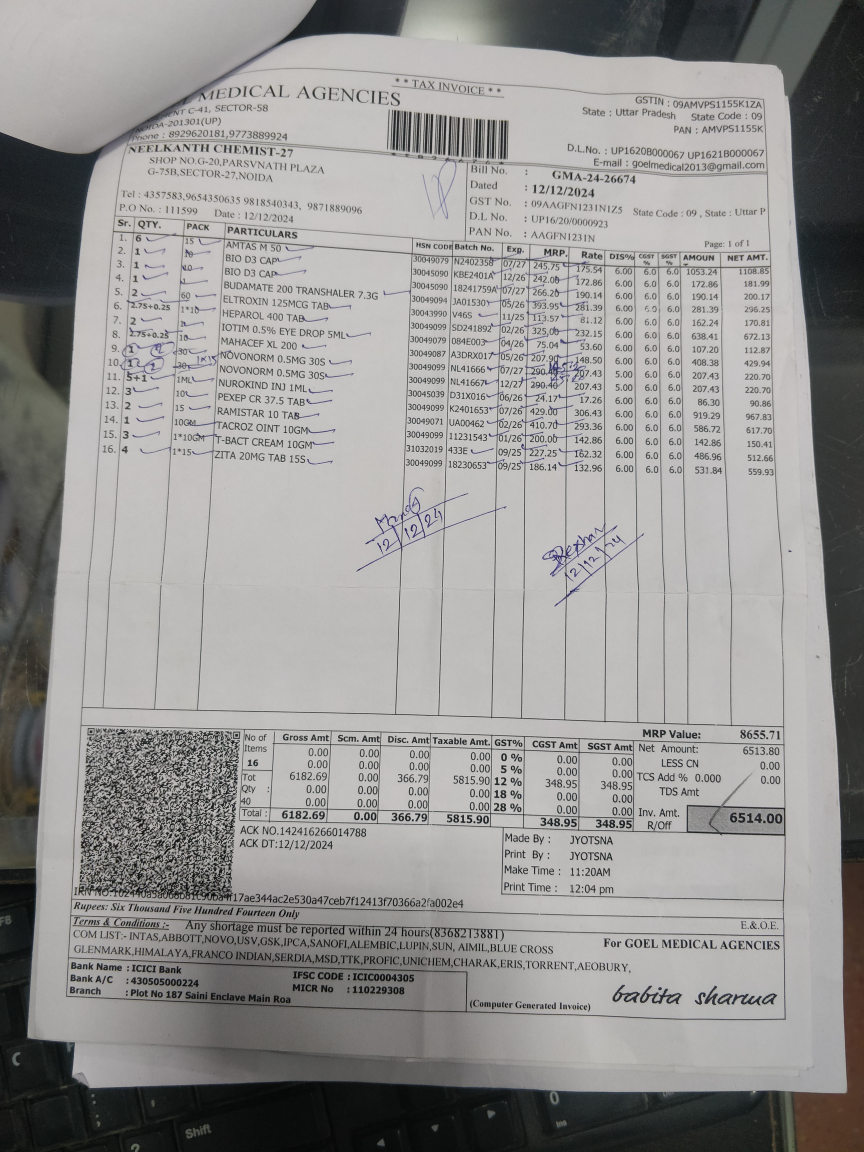 * * TAX INVOICE * *
MEDICAL AGENCIES
C-41, SECTOR-58
NOIDA-201301(UP)
Phone : 8929620181,9773889924
GSTIN : 09AMVPS1155K1ZA
State : Uttar Pradesh State Code : 09
PAN : AMVPS1155K
D.L.No. : UP1620B000067 UP1621B000067
E-mail : goelmedical2013@gmail.com
NEELKANTH CHEMIST-27
SHOP NO.G-20,PARSVNATH PLAZA
G-75B,SECTOR-27,NOIDA
Tel : 4357583,9654350635 9818540343, 9871889096
P.O No. : 111599 Date : 12/12/2024
Bill No. : GMA-24-26674
Dated : 12/12/2024
GST No. : 09AAGFN1231N1Z5 State Code : 09 , State : Uttar P
D.L No. : UP16/20/0000923
PAN No. : AAGFN1231N
Page: 1 of 1
Sr. QTY. PACK PARTICULARS HSN CODE Batch No. Exp. MRP. Rate DIS% CGST % SGST % AMOUN NET AMT.
1. 6 15 AMTAS M 50 30049079 N2402358 07/27 245.75 175.54 6.00 6.0 6.0 1053.24 1108.85
2. 1 10 BIO D3 CAP 30045090 KBE2401A 12/26 242.00 172.86 6.00 6.0 6.0 172.86 181.99
3. 1 10 BIO D3 CAP 30045090 18241759A 07/26 266.20 190.14 6.00 6.0 6.0 190.14 200.17
4. 1 BUDAMATE 200 TRANSHALER 7.3G 30049094 JA01530 05/26 393.95 281.39 6.00 6.0 6.0 281.39 296.25
5. 2 60 ELTROXIN 125MCG TAB 30043990 V46S 11/25 113.57 81.12 6.00 6.0 6.0 162.24 170.81
6. 2.75+0.25 1*10 HEPAROL 400 TAB 30049099 SD24189 02/26 325.00 232.15 6.00 6.0 6.0 638.41 672.13
7. 2 IOTIM 0.5% EYE DROP 5ML 30049079 084E003 04/26 75.04 53.60 6.00 6.0 6.0 107.20 112.87
8. 2.75+0.25 10 MAHACEF XL 200 30049087 A3DRX017 05/26 207.90 148.50 6.00 6.0 6.0 408.38 429.94
9. 1 2 30 1x15 NOVONORM 0.5MG 30S 30049099 NL41666 07/27 290.40 207.43 5.00 6.0 6.0 207.43 220.70
10. 1 2 30 NOVONORM 0.5MG 30S 30049099 NL41667 12/27 290.40 207.43 5.00 6.0 6.0 207.43 220.70
11. 5+1 1ML NUROKIND INJ 1ML 30045039 D31X016 06/26 24.17 17.26 6.00 6.0 6.0 86.30 90.86
12. 3 10 PEXEP CR 37.5 TAB 30049099 K2401653 07/26 429.00 306.43 6.00 6.0 6.0 919.29 967.83
13. 2 15 RAMISTAR 10 TAB 30049071 UA00462 02/26 410.70 293.36 6.00 6.0 6.0 586.72 617.70
14. 1 10GM TACROZ OINT 10GM 30049099 11231543 01/26 200.00 142.86 6.00 6.0 6.0 142.86 150.41
15. 3 1*10GM T-BACT CREAM 10GM 31032019 433E 09/25 227.25 162.32 6.00 6.0 6.0 486.96 512.66
16. 4 1*15 ZITA 20MG TAB 15S 30049099 18230653 09/25 186.14 132.96 6.00 6.0 6.0 531.84 559.93
12/12/24
12/12/24
MRP Value: 8655.71
No of Items 16 Tot Qty : 40
Gross Amt Scm. Amt Disc. Amt Taxable Amt. GST% CGST Amt SGST Amt
0.00 0.00 0.00 0.00 0 % 0.00 0.00
0.00 0.00 0.00 0.00 5 % 0.00 0.00
6182.69 0.00 366.79 5815.90 12 % 348.95 348.95
0.00 0.00 0.00 0.00 18 % 0.00 0.00
0.00 0.00 0.00 0.00 28 % 0.00 0.00
Total : 6182.69 0.00 366.79 5815.90 348.95 348.95
Net Amount: 6513.80
LESS CN 0.00
TCS Add % 0.000 0.00
TDS Amt
Inv. Amt. R/Off 6514.00
ACK NO.142416266014788
ACK DT:12/12/2024
Made By : JYOTSNA
Print By : JYOTSNA
Make Time : 11:20AM
Print Time : 12:04 pm
Rupees: Six Thousand Five Hundred Fourteen Only
E.&O.E.
Terms & Conditions :- Any shortage must be reported within 24 hours(8368213881)
COM LIST:- INTAS,ABBOTT,NOVO,USV,GSK,IPCA,SANOFI,ALEMBIC,LUPIN,SUN, AIMIL,BLUE CROSS
GLENMARK,HIMALAYA,FRANCO INDIAN,SERDIA,MSD,TTK,PROFIC,UNICHEM,CHARAK,ERIS,TORRENT,AEOBURY,
For GOEL MEDICAL AGENCIES
Bank Name : ICICI Bank IFSC CODE : ICIC0004305
Bank A/C : 430505000224 MICR No : 110229308
Branch : Plot No 187 Saini Enclave Main Roa
(Computer Generated Invoice)
babita sharma
F8
C
Shift
0
Ins